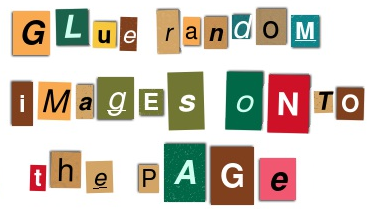 GLue randOM
iMagEs oNTO
the PAGe